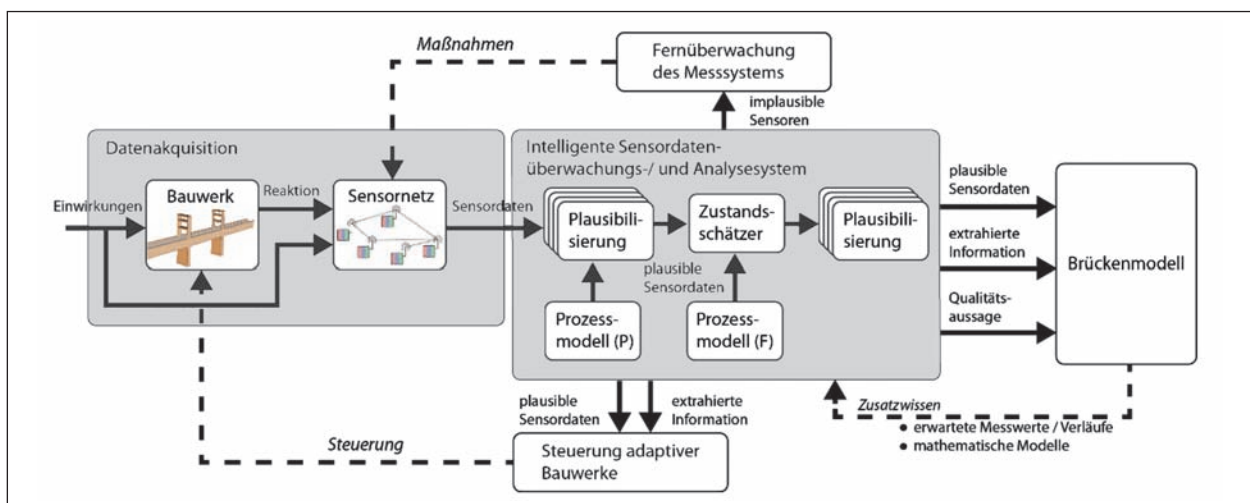 Maßnahmen
Fernüberwachung
des Messsystems
implausible
Sensoren
Datenakquisition
Intelligente Sensordaten-
überwachungs-/ und Analysesystem
Einwirkungen
Bauwerk
Reaktion
Sensornetz
Sensordaten
Plausibili-
sierung
Zustands-
schätzer
Plausibili-
sierung
plausible
Sensordaten
Prozess-
modell (P)
Prozess-
modell (F)
plausible
Sensordaten
extrahierte
Information
Qualitäts-
aussage
Brückenmodell
plausible
Sensordaten
extrahierte
Information
Zusatzwissen
• erwartete Messwerte / Verläufe
• mathematische Modelle
Steuerung
Steuerung adaptiver
Bauwerke